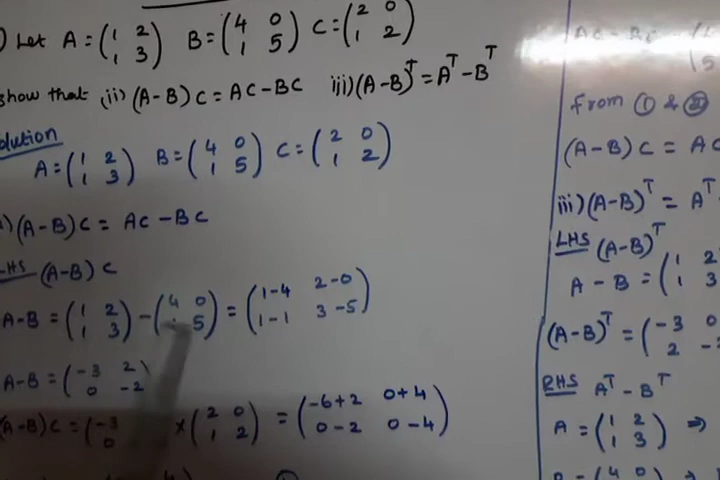 ) Let A = (1 2 / 1 3) B = (4 0 / 1 5) C = (2 0 / 1 2)
show that (ii) (A-B) C = AC - BC iii) (A-B)ᵀ = Aᵀ - Bᵀ
olution
A = (1 2 / 1 3) B = (4 0 / 1 5) C = (2 0 / 1 2)
) (A-B) C = AC - BC
LHS (A-B) C
A-B = (1 2 / 1 3) - (4 0 / 5) = (1-4 2-0 / 1-1 3-5)
A-B = (-3 2 / 0 -2)
(A-B) C = (-3 / 0 × (2 0 / 1 2) = (-6+2 0+4 / 0-2 0-4)
From ① & ②
(A-B) C = AC
iii) (A-B)ᵀ = Aᵀ
LHS (A-B)ᵀ
A-B = (1 2 / 1 3
(A-B)ᵀ = (-3 0 / 2 -2
RHS Aᵀ - Bᵀ
A = (1 2 / 1 3) ⇒
(4 0